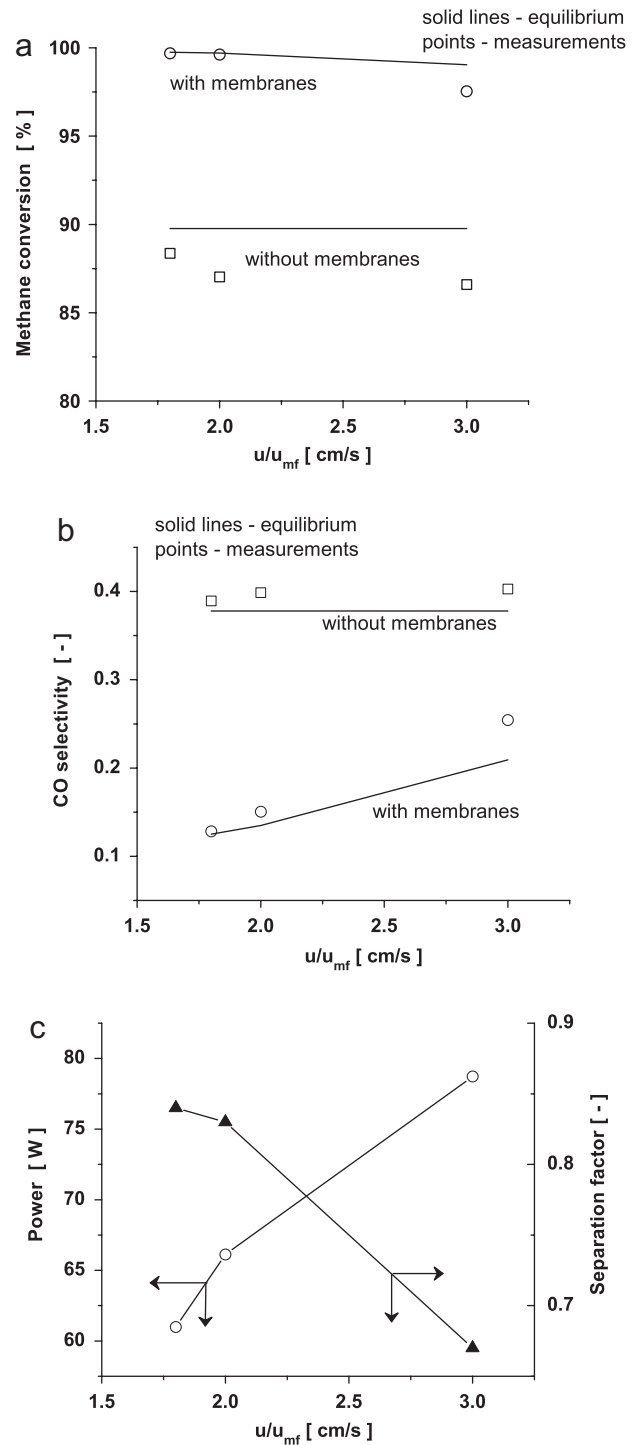 a
solid lines - equilibrium
points - measurements
Methane conversion [ % ]
100
95
90
85
80
with membranes
without membranes
1.5 2.0 2.5 3.0
u/umf [ cm/s ]
b
solid lines - equilibrium
points - measurements
CO selectivity [ - ]
0.4
0.3
0.2
0.1
without membranes
with membranes
1.5 2.0 2.5 3.0
u/umf [ cm/s ]
c
Power [ W ]
80
75
70
65
60
0.9
0.8
0.7
Separation factor [ - ]
1.5 2.0 2.5 3.0
u/umf [ cm/s ]